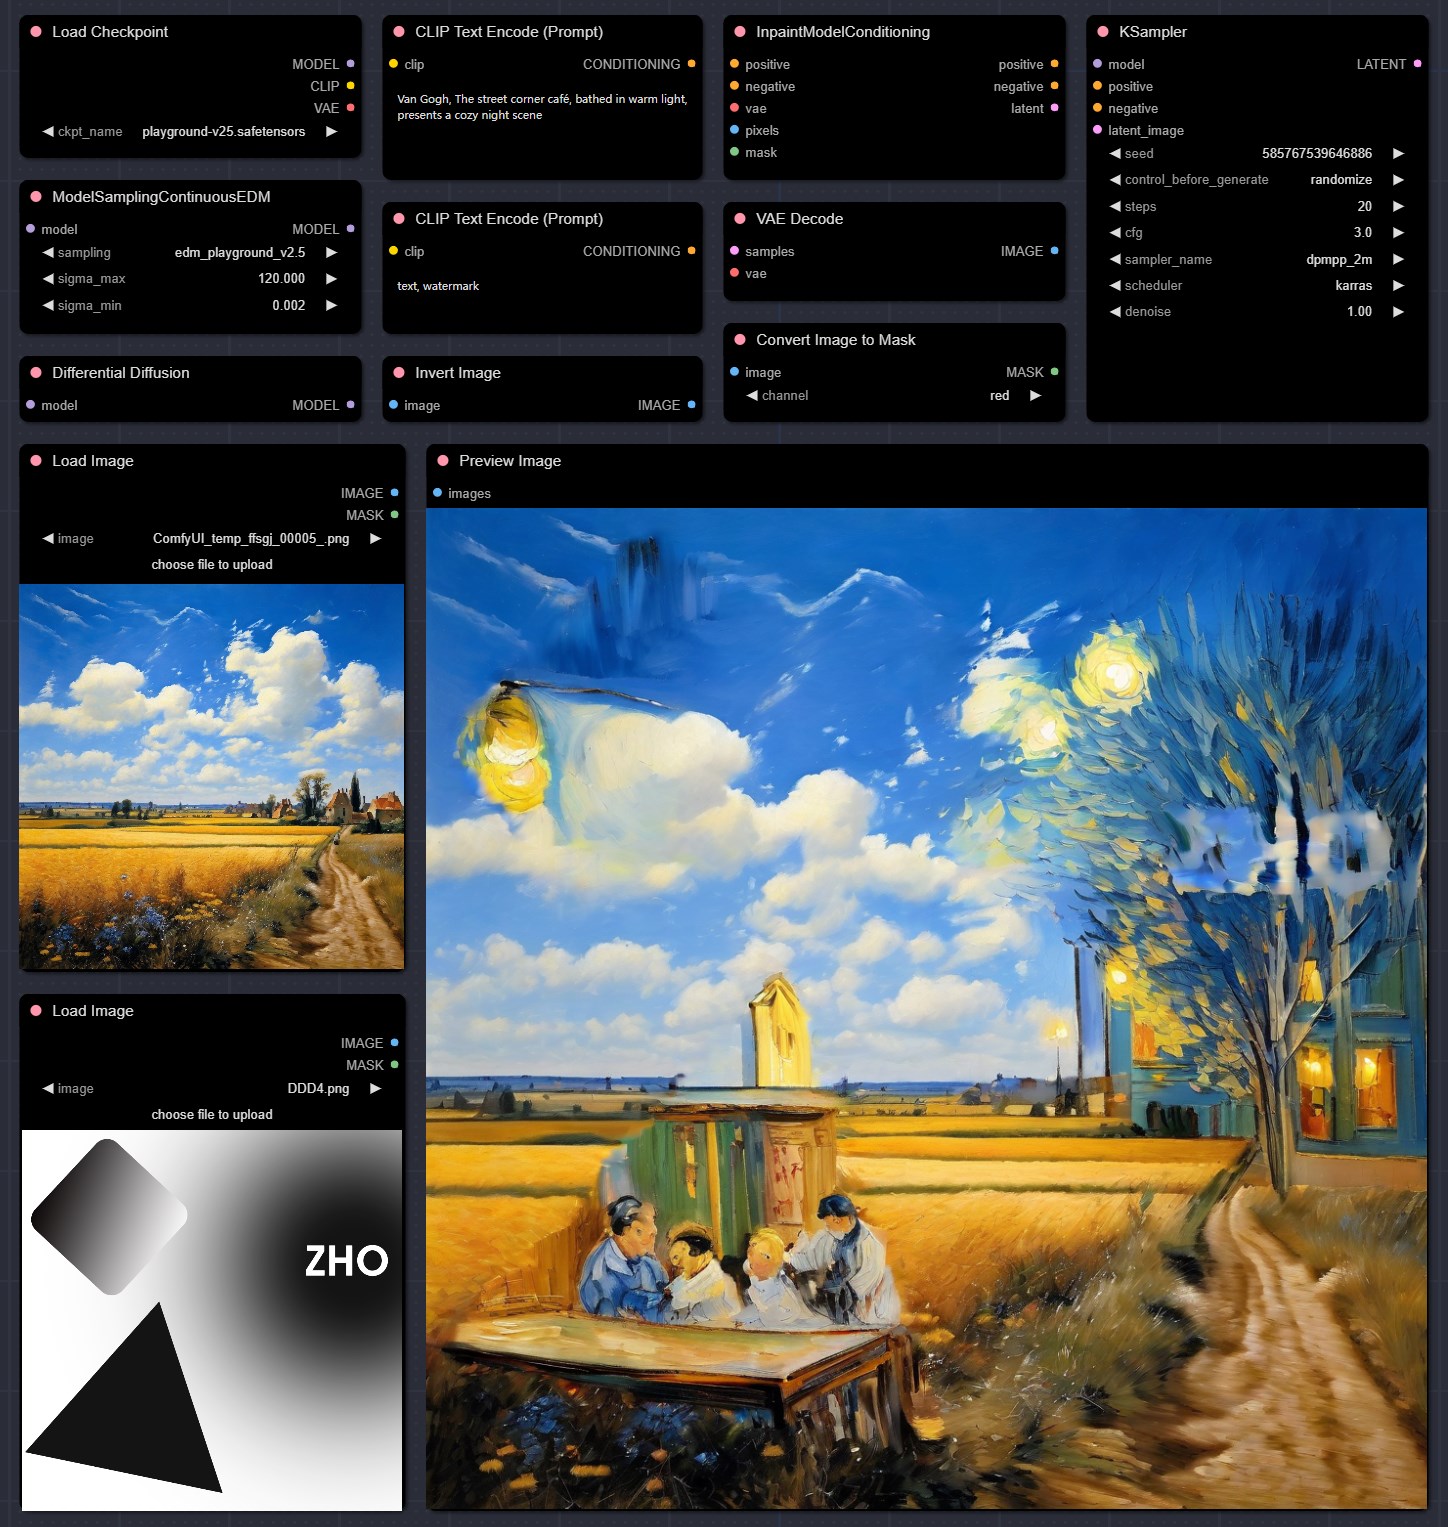 Load Checkpoint
MODEL
CLIP
VAE
ckpt_name playground-v25.safetensors
ModelSamplingContinuousEDM
model MODEL
sampling edm_playground_v2.5
sigma_max 120.000
sigma_min 0.002
Differential Diffusion
model MODEL
CLIP Text Encode (Prompt)
clip CONDITIONING
Van Gogh, The street corner café, bathed in warm light,
presents a cozy night scene
CLIP Text Encode (Prompt)
clip CONDITIONING
text, watermark
Invert Image
image IMAGE
InpaintModelConditioning
positive positive
negative negative
vae latent
pixels
mask
VAE Decode
samples IMAGE
vae
Convert Image to Mask
image MASK
channel red
KSampler
model LATENT
positive
negative
latent_image
seed 585767539646886
control_before_generate randomize
steps 20
cfg 3.0
sampler_name dpmpp_2m
scheduler karras
denoise 1.00
Load Image
IMAGE
MASK
image ComfyUI_temp_ffsgj_00005_.png
choose file to upload
Load Image
IMAGE
MASK
image DDD4.png
choose file to upload
ZHO
Preview Image
images